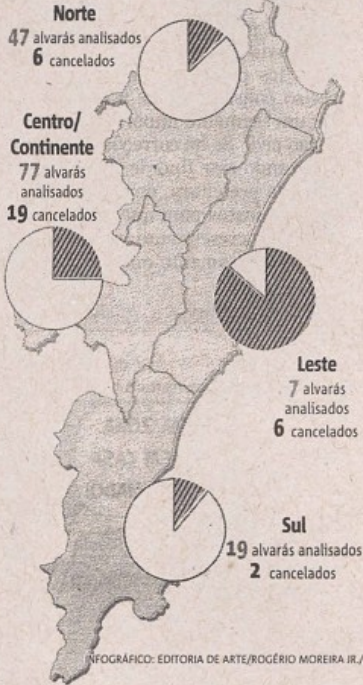 Norte
47 alvarás analisados
6 cancelados
Centro/
Continente
77 alvarás
analisados
19 cancelados
Leste
7 alvarás
analisados
6 cancelados
Sul
19 alvarás analisados
2 cancelados
INFOGRÁFICO: EDITORIA DE ARTE/ROGÉRIO MOREIRA JR./